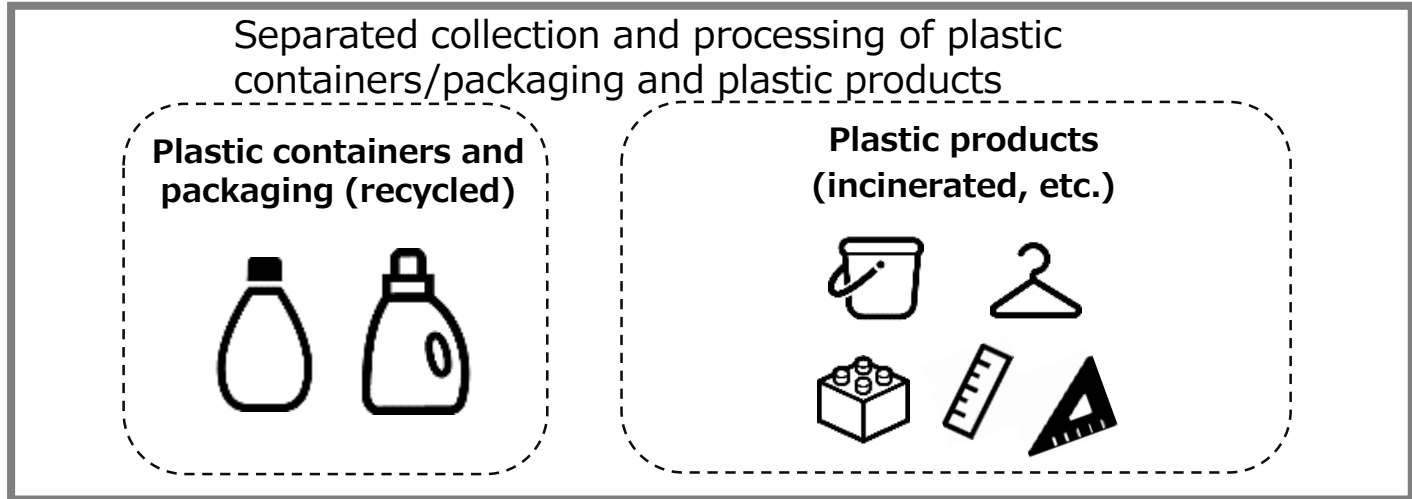 Separated collection and processing of plastic
containers/packaging and plastic products
Plastic containers and
packaging (recycled)
Plastic products
(incinerated, etc.)